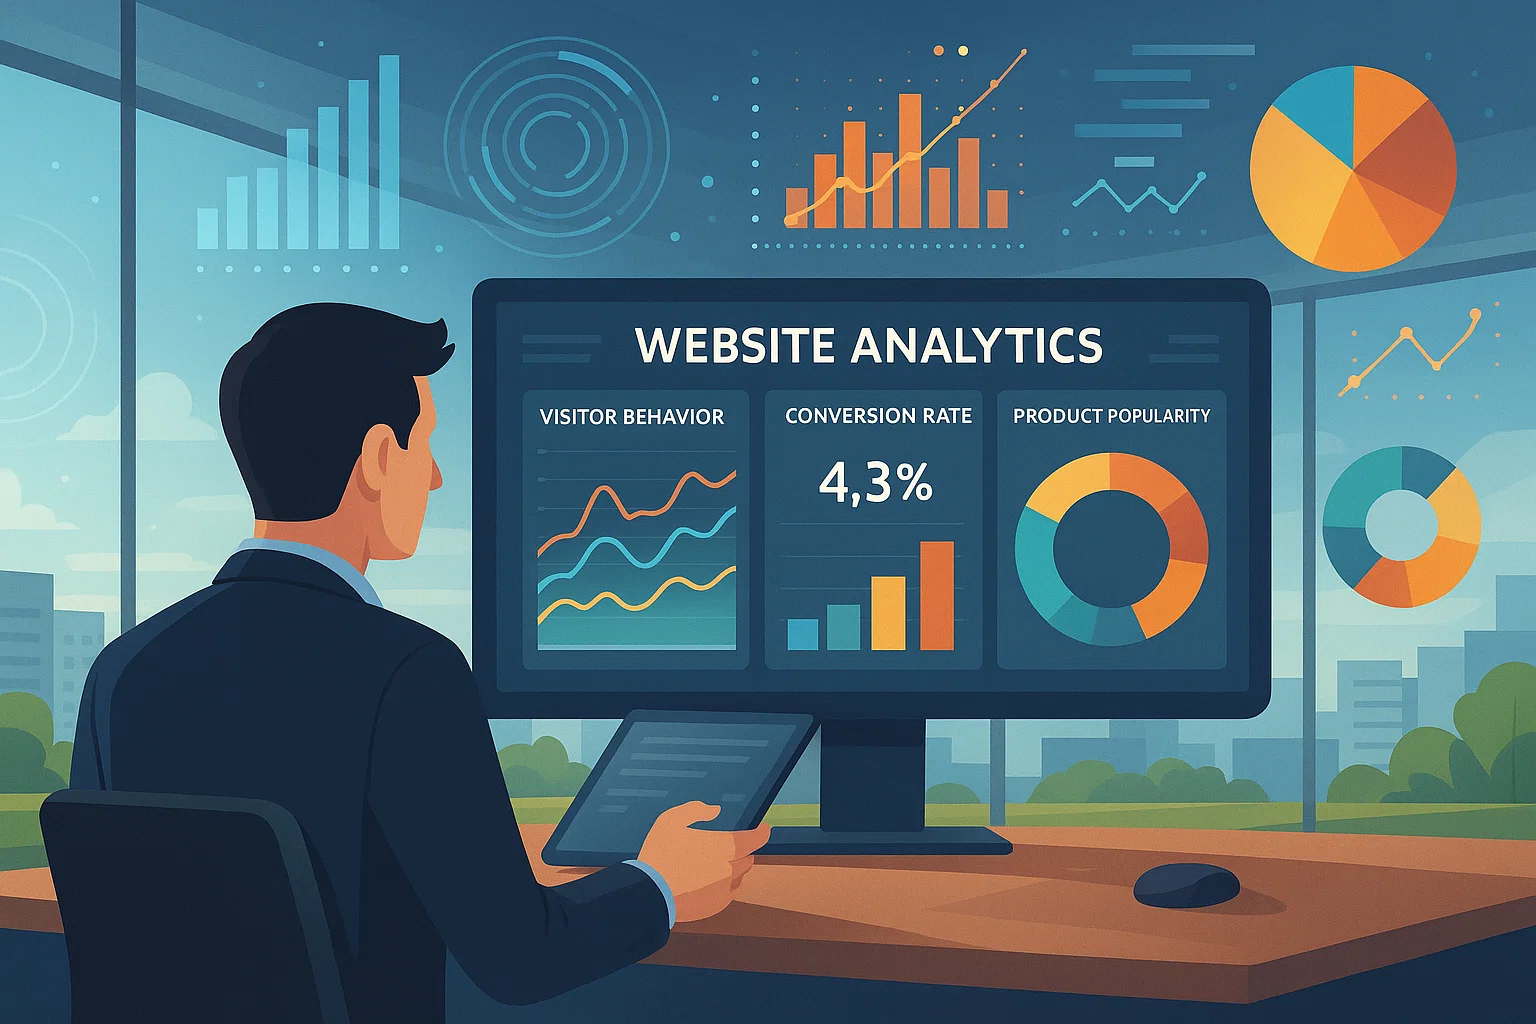 WEBSITE ANALYTICS
VISITOR BEHAVIOR
CONVERSION RATE
4,3%
PRODUCT POPULARITY